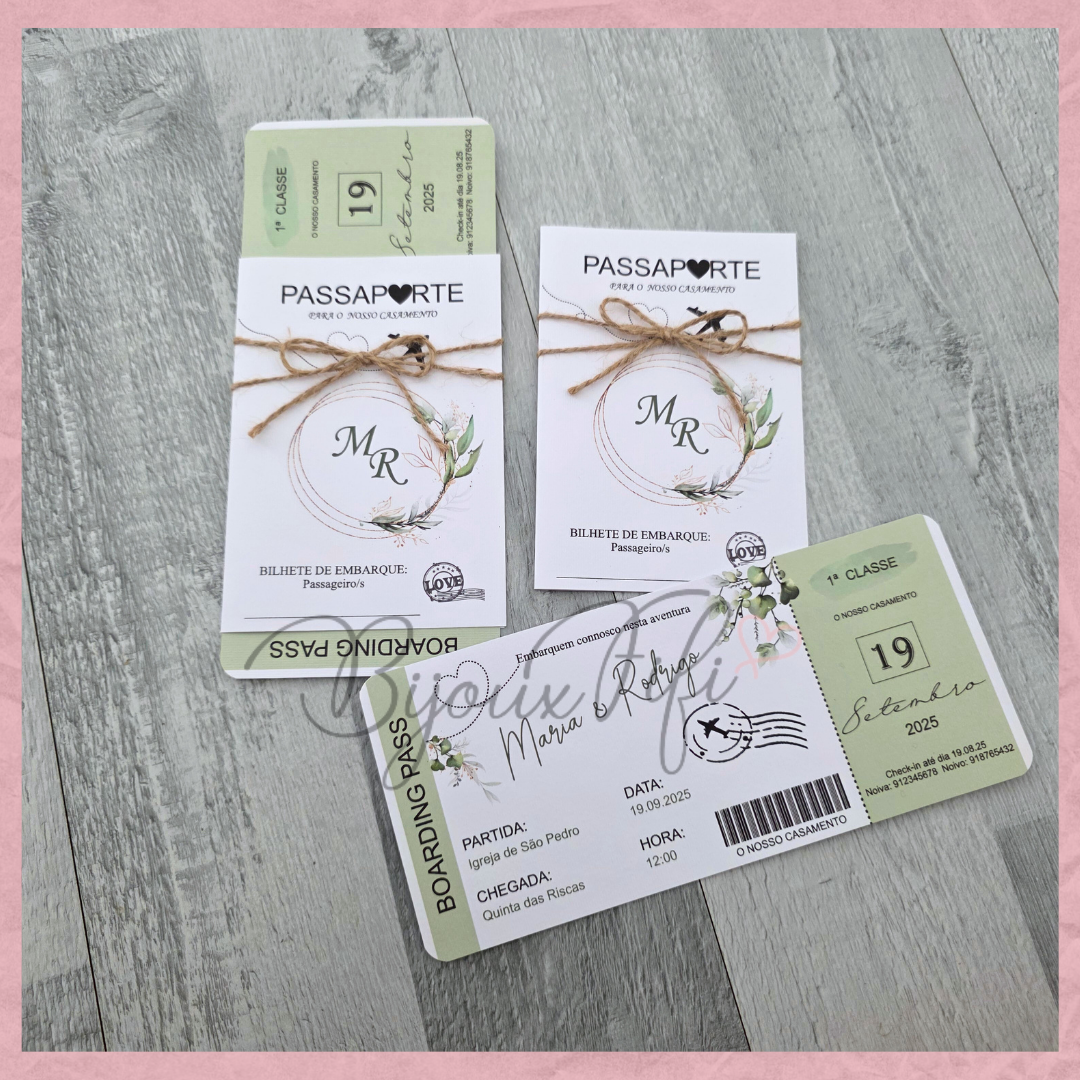 1ª CLASSE
O NOSSO CASAMENTO
19
Setembro
2025
Check-in até dia 19.08.25
Noiva: 912345678 Noivo: 918765432
PASSAPORTE
PARA O NOSSO CASAMENTO
M
R
BILHETE DE EMBARQUE:
Passageiro/s
LOVE
BOARDING PASS
PASSAPORTE
PARA O NOSSO CASAMENTO
M
R
BILHETE DE EMBARQUE:
Passageiro/s
LOVE
BOARDING PASS
Embarquem connosco nesta aventura
Maria & Rodrigo
PARTIDA:
Igreja de São Pedro
CHEGADA:
Quinta das Riscas
DATA:
19.09.2025
HORA:
12:00
O NOSSO CASAMENTO
1ª CLASSE
O NOSSO CASAMENTO
19
Setembro
2025
Check-in até dia 19.08.25
Noiva: 912345678 Noivo: 918765432
Bijoux Fifi